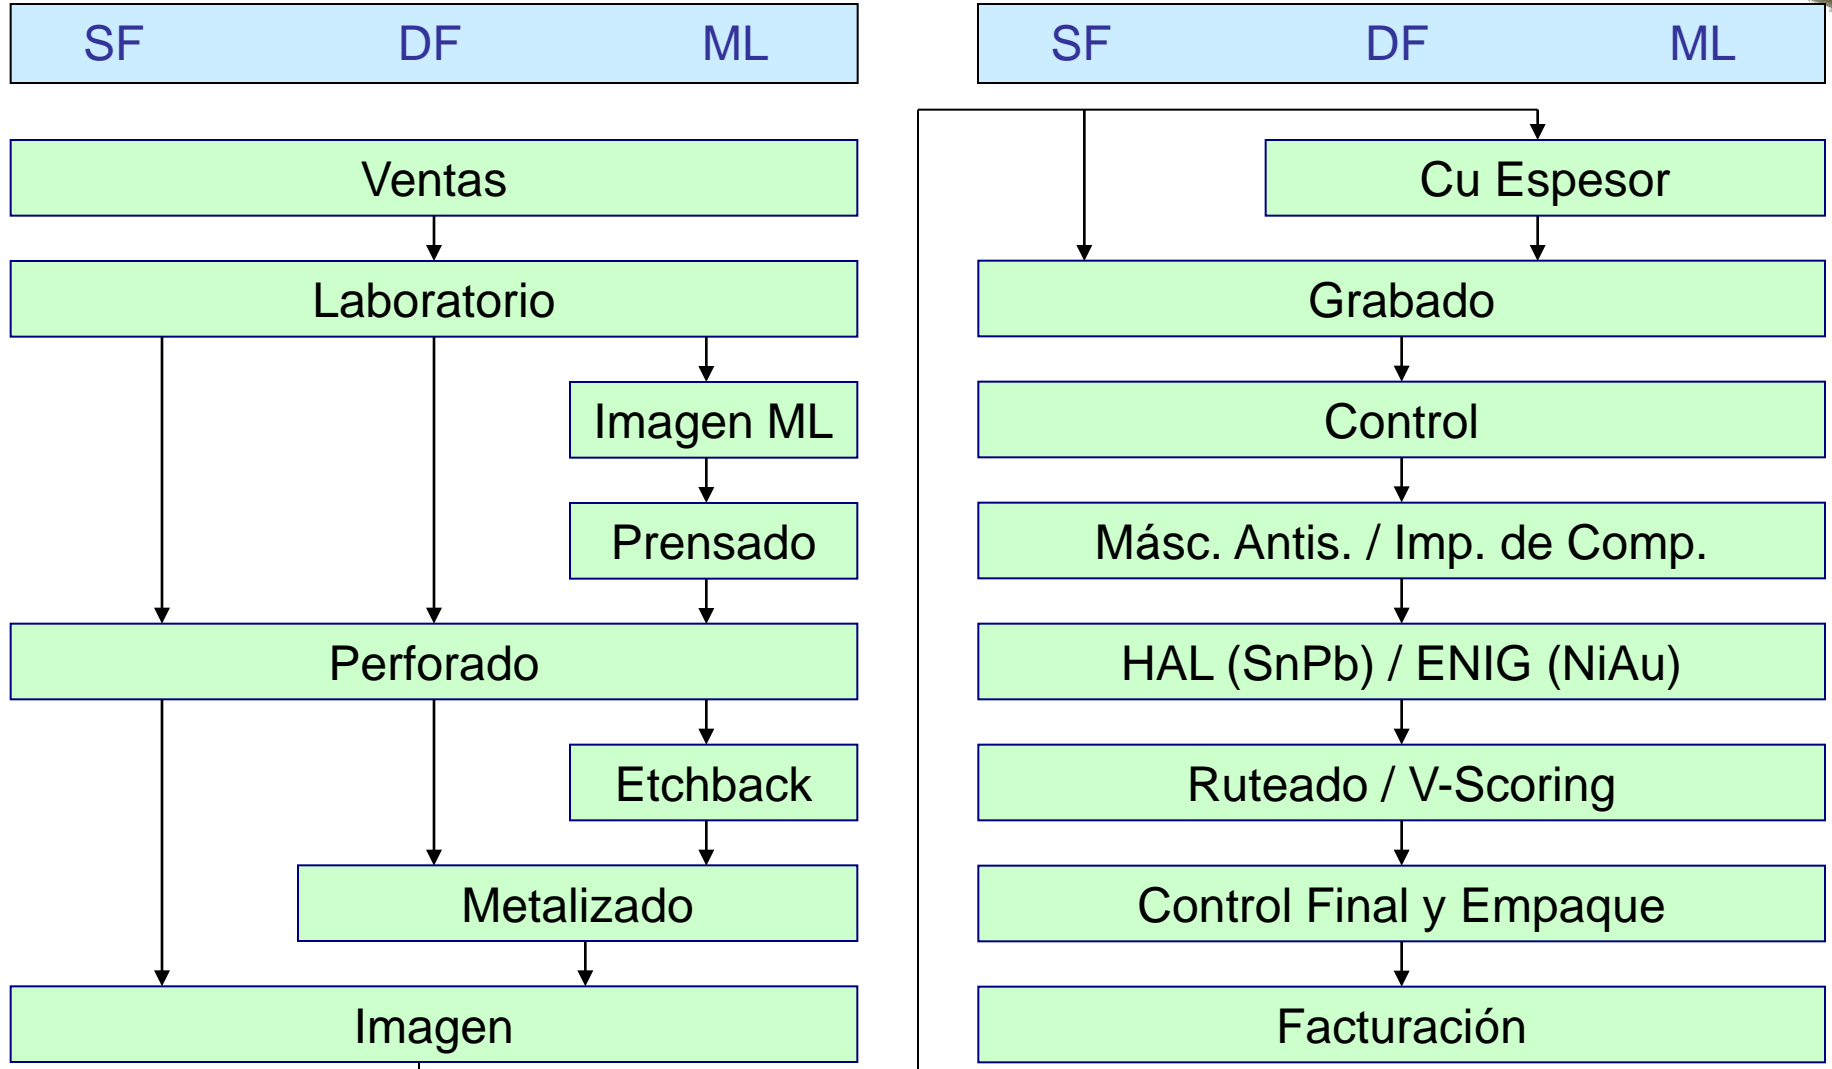 SF DF ML
Ventas
Laboratorio
Imagen ML
Prensado
Perforado
Etchback
Metalizado
Imagen
SF DF ML
Cu Espesor
Grabado
Control
Másc. Antis. / Imp. de Comp.
HAL (SnPb) / ENIG (NiAu)
Ruteado / V-Scoring
Control Final y Empaque
Facturación